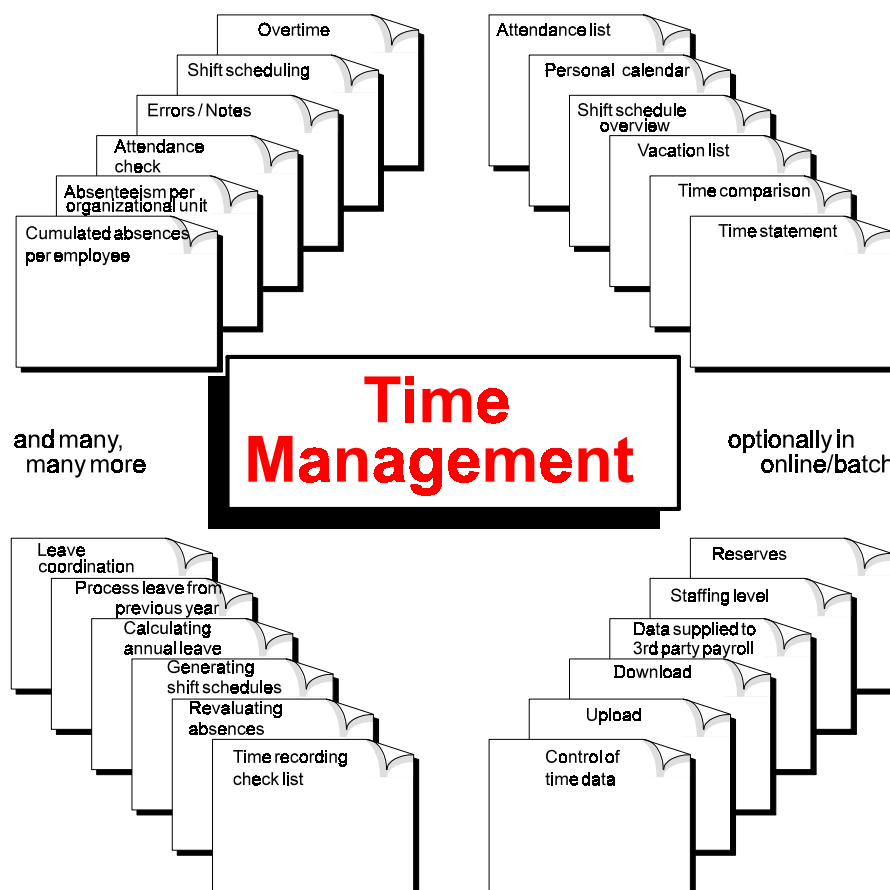 Overtime
Shift scheduling
Errors / Notes
Attendance
check
Absenteeism per
organizational unit
Cumulated absences
per employee
Attendance list
Personal calendar
Shift schedule
overview
Vacation list
Time comparison
Time statement
Time
Management
and many,
many more
optionally in
online/batch
Leave
coordination
Process leave from
previous year
Calculating
annual leave
Generating
shift schedules
Revaluating
absences
Time recording
check list
Reserves
Staffing level
Data supplied to
3rd party payroll
Download
Upload
Control of
time data